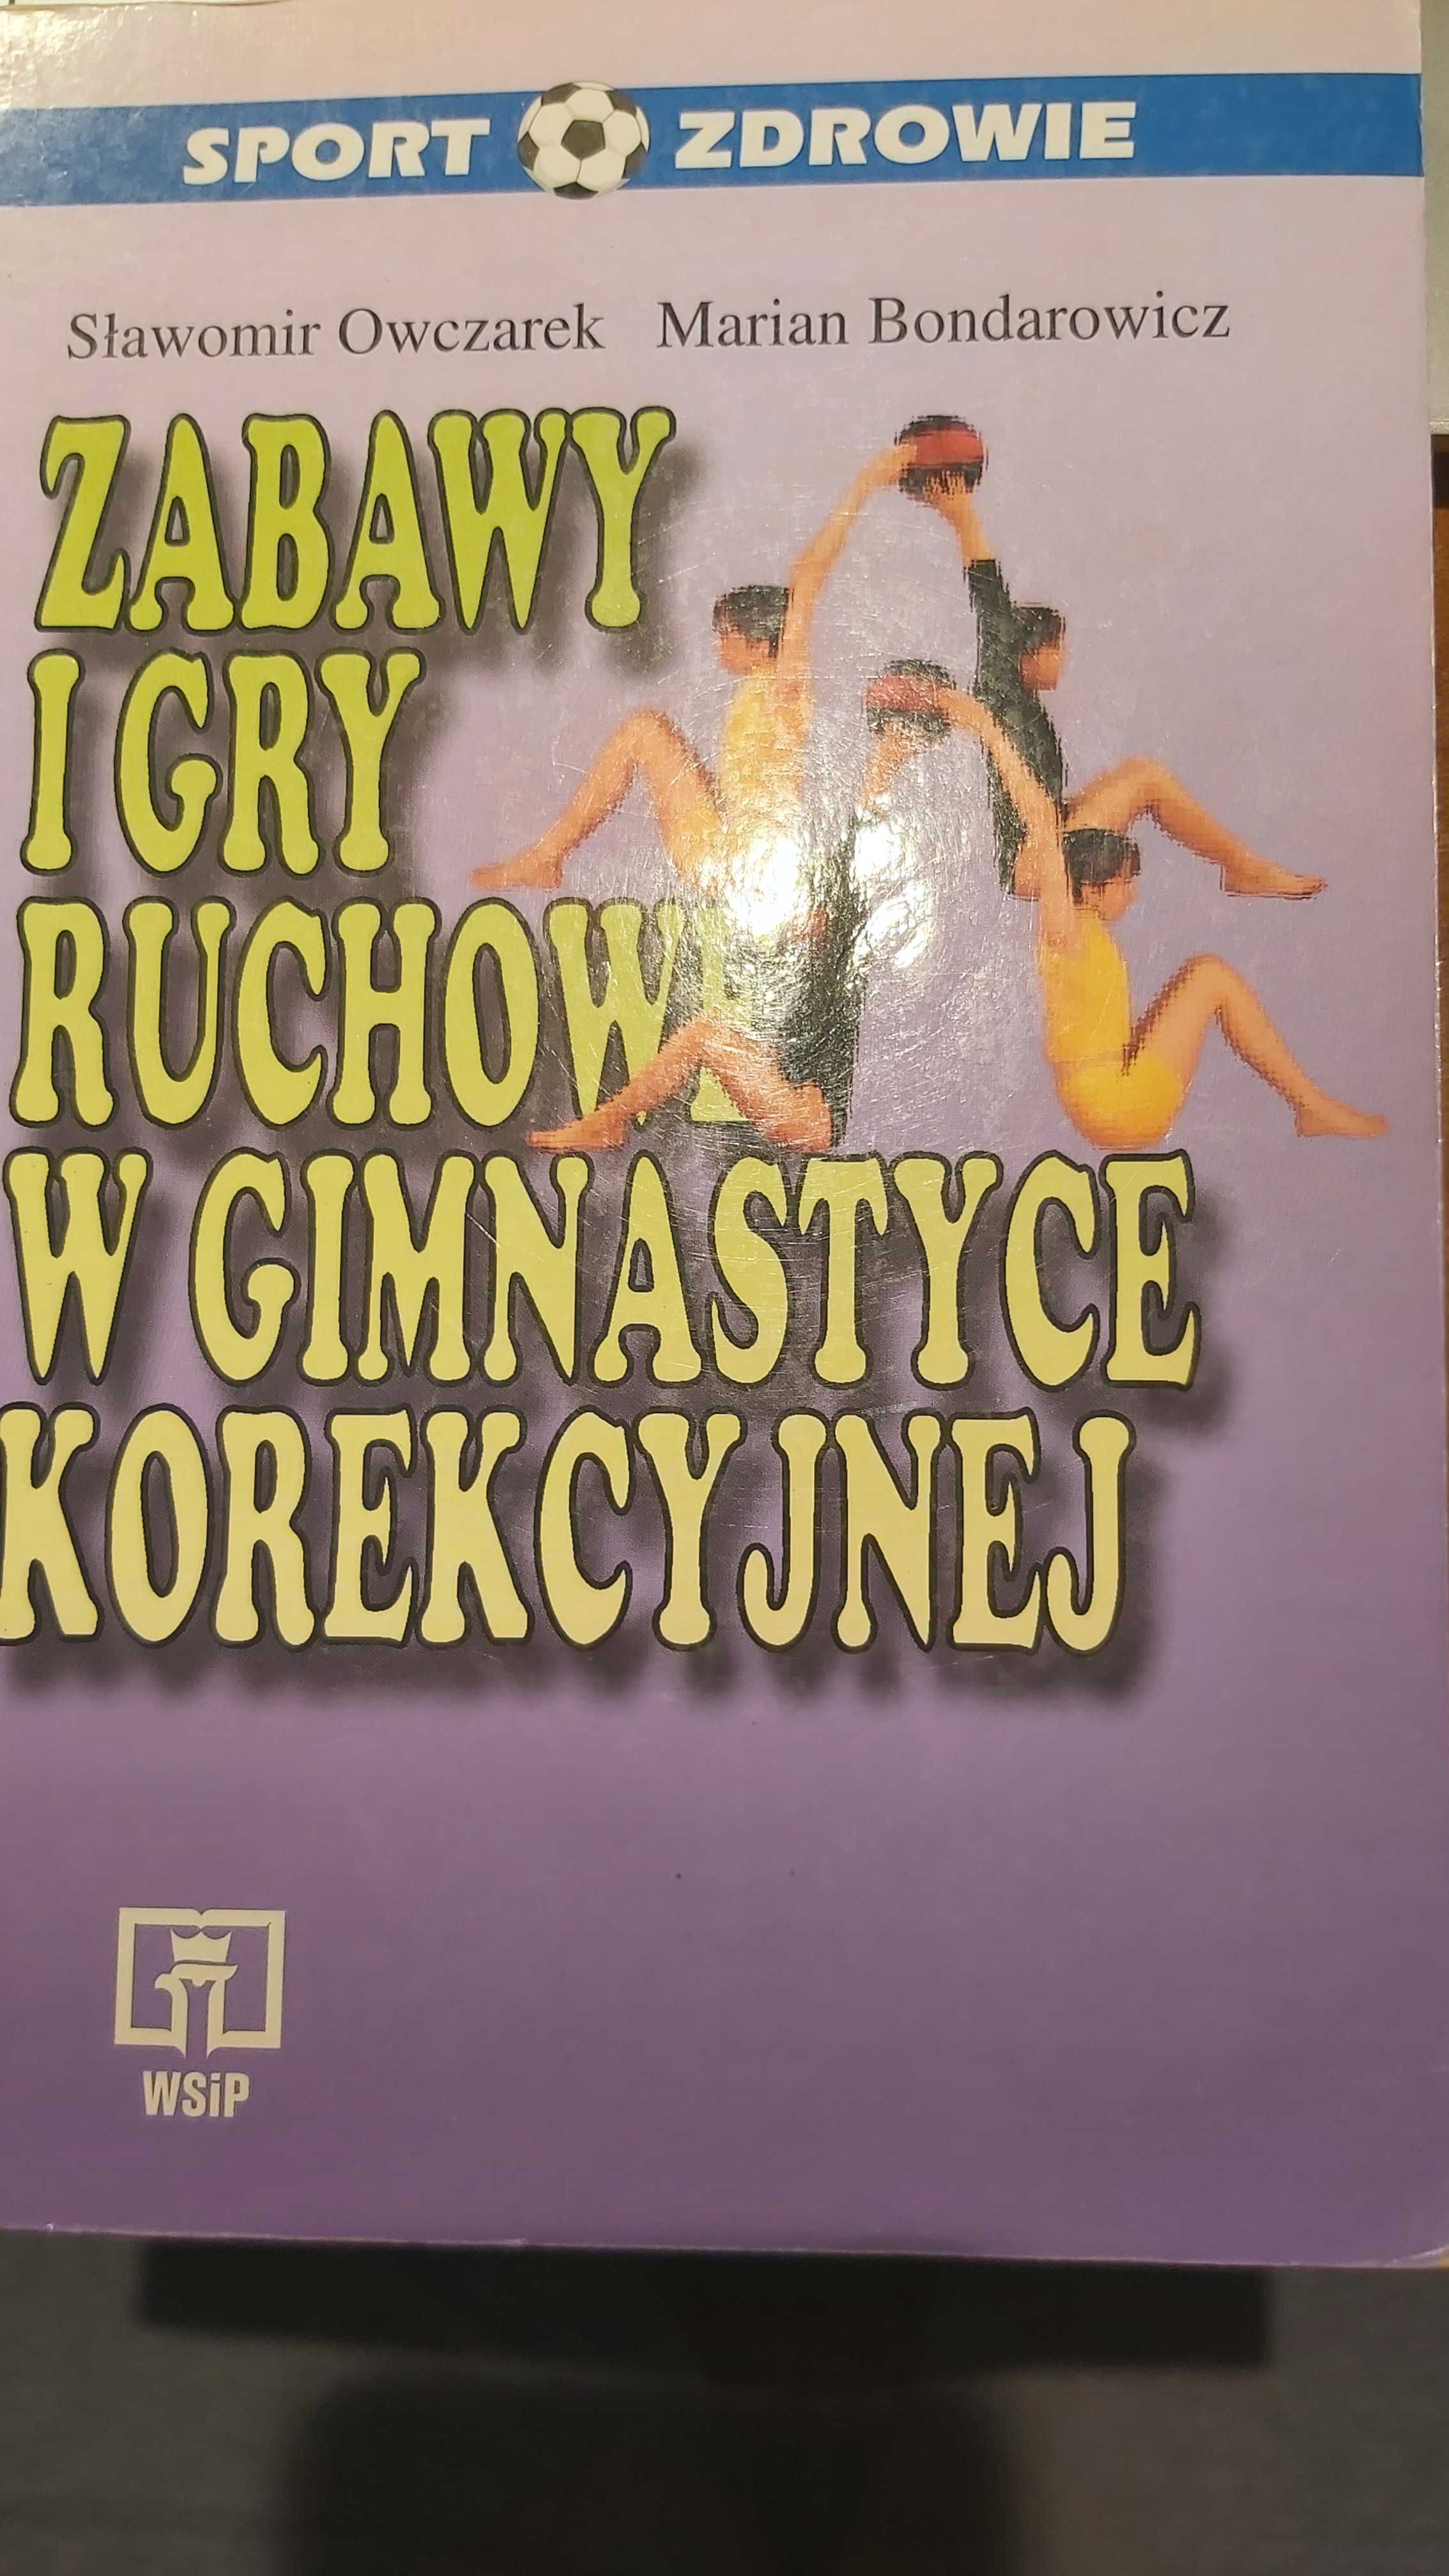 SPORT ZDROWIE
Sławomir Owczarek Marian Bondarowicz
ZABAWY
I GRY
RUCHOWE
W GIMNASTYCE
KOREKCYJNEJ
WSiP